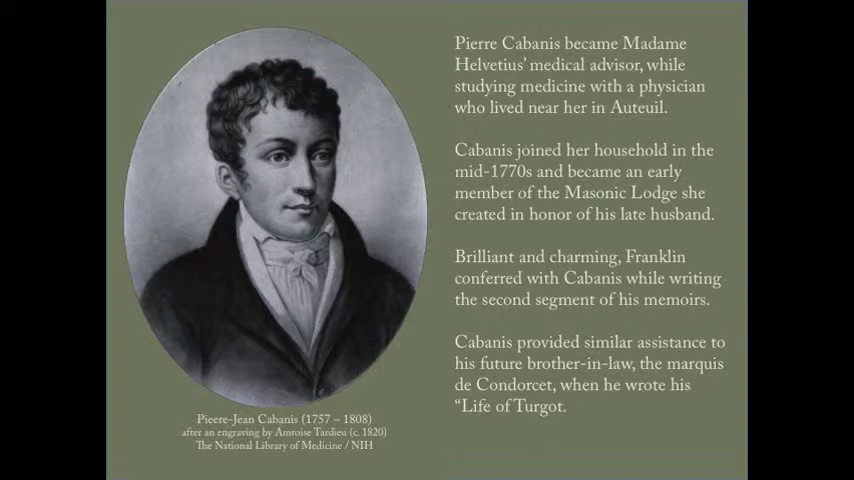 Pierre Cabanis became Madame
Helvetius' medical advisor, while
studying medicine with a physician
who lived near her in Auteuil.
Cabanis joined her household in the
mid-1770s and became an early
member of the Masonic Lodge she
created in honor of his late husband.
Brilliant and charming, Franklin
conferred with Cabanis while writing
the second segment of his memoirs.
Cabanis provided similar assistance to
his future brother-in-law, the marquis
de Condorcet, when he wrote his
“Life of Turgot.
Pieere-Jean Cabanis (1757 – 1808)
after an engraving by Amroise Tardieu (c. 1820)
The National Library of Medicine / NIH